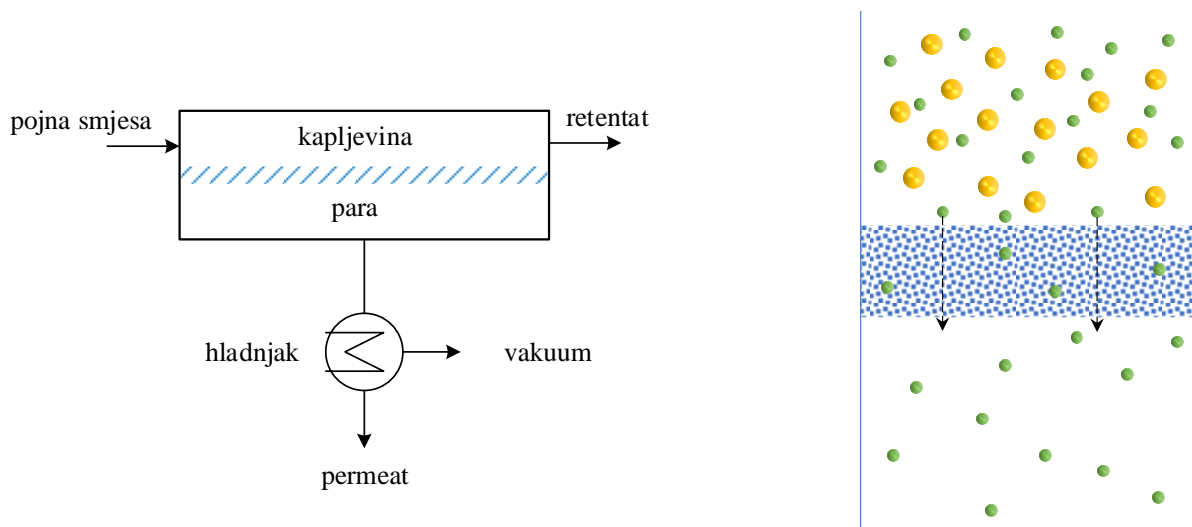 pojna smjesa
kapljevina
retentat
para
hladnjak
vakuum
permeat